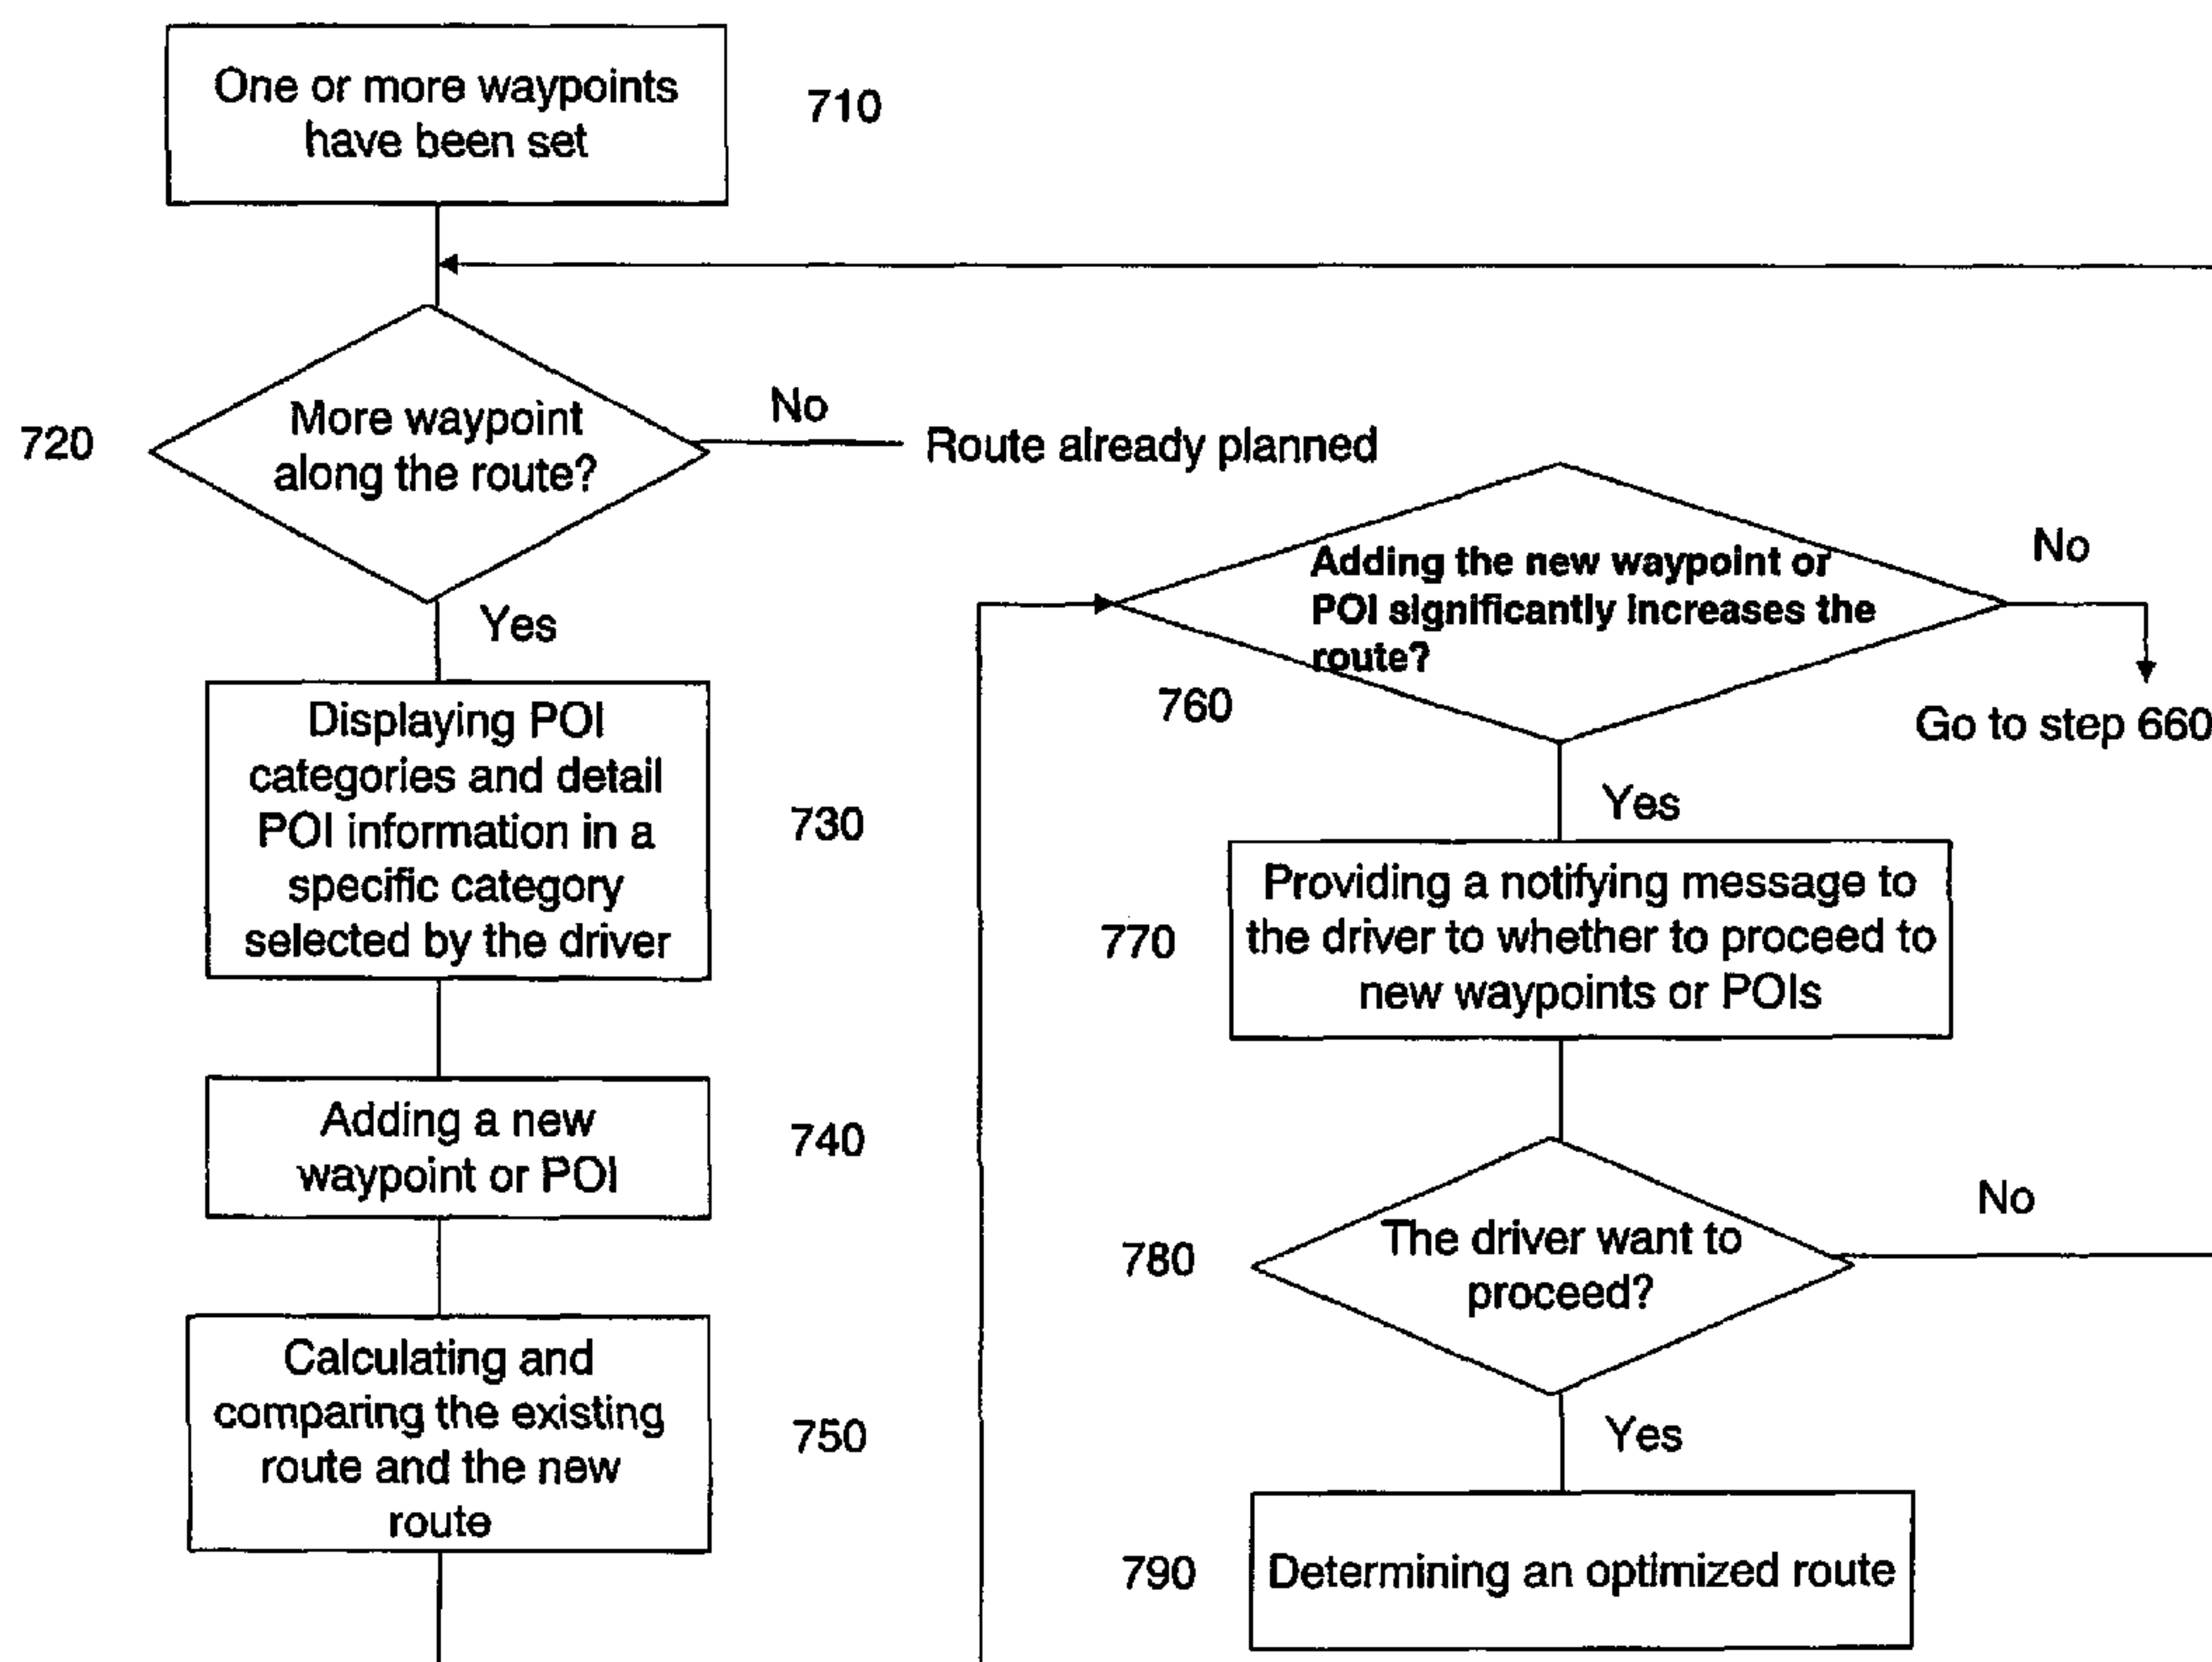 One or more waypoints
have been set
710
720
More waypoint
along the route?
No
Route already planned
Yes
Displaying POI
categories and detail
POI information in a
specific category
selected by the driver
730
Adding a new
waypoint or POI
740
Calculating and
comparing the existing
route and the new
route
750
Adding the new waypoint or
POI significantly increases the
route?
760
No
Go to step 660
Yes
Providing a notifying message to
the driver to whether to proceed to
new waypoints or POIs
770
The driver want to
proceed?
780
No
Yes
Determining an optimized route
790